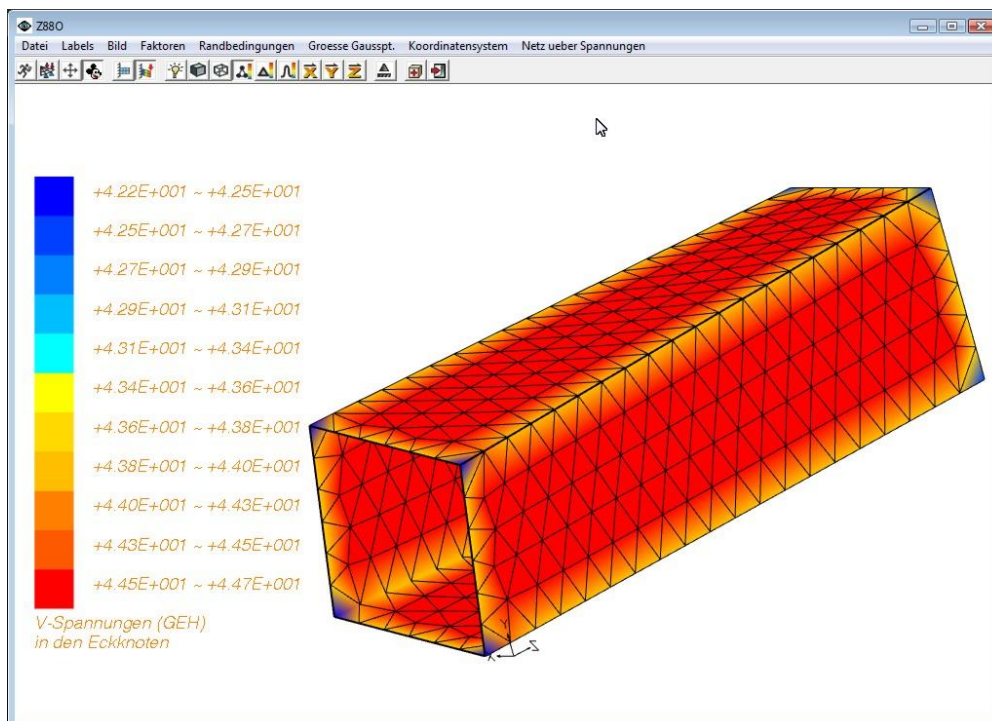 Z88O
Datei Labels Bild Faktoren Randbedingungen Groesse Gausspt. Koordinatensystem Netz ueber Spannungen
X Y Z
+4.22E+001 ~ +4.25E+001
+4.25E+001 ~ +4.27E+001
+4.27E+001 ~ +4.29E+001
+4.29E+001 ~ +4.31E+001
+4.31E+001 ~ +4.34E+001
+4.34E+001 ~ +4.36E+001
+4.36E+001 ~ +4.38E+001
+4.38E+001 ~ +4.40E+001
+4.40E+001 ~ +4.43E+001
+4.43E+001 ~ +4.45E+001
+4.45E+001 ~ +4.47E+001
V-Spannungen (GEH)
in den Eckknoten
Y
X Z